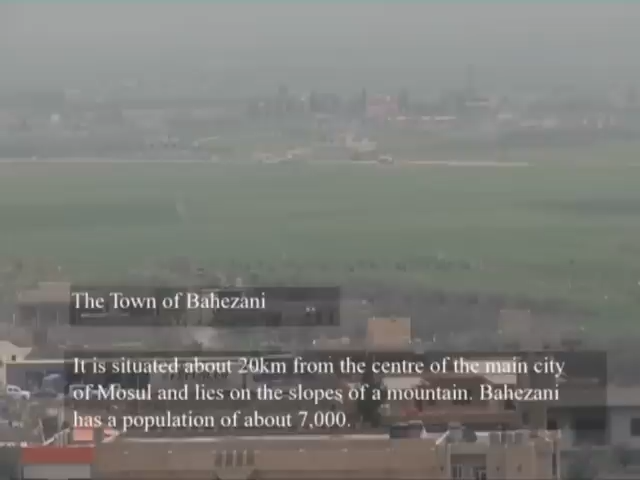 The Town of Bahezani
It is situated about 20km from the centre of the main city
of Mosul and lies on the slopes of a mountain. Bahezani
has a population of about 7,000.